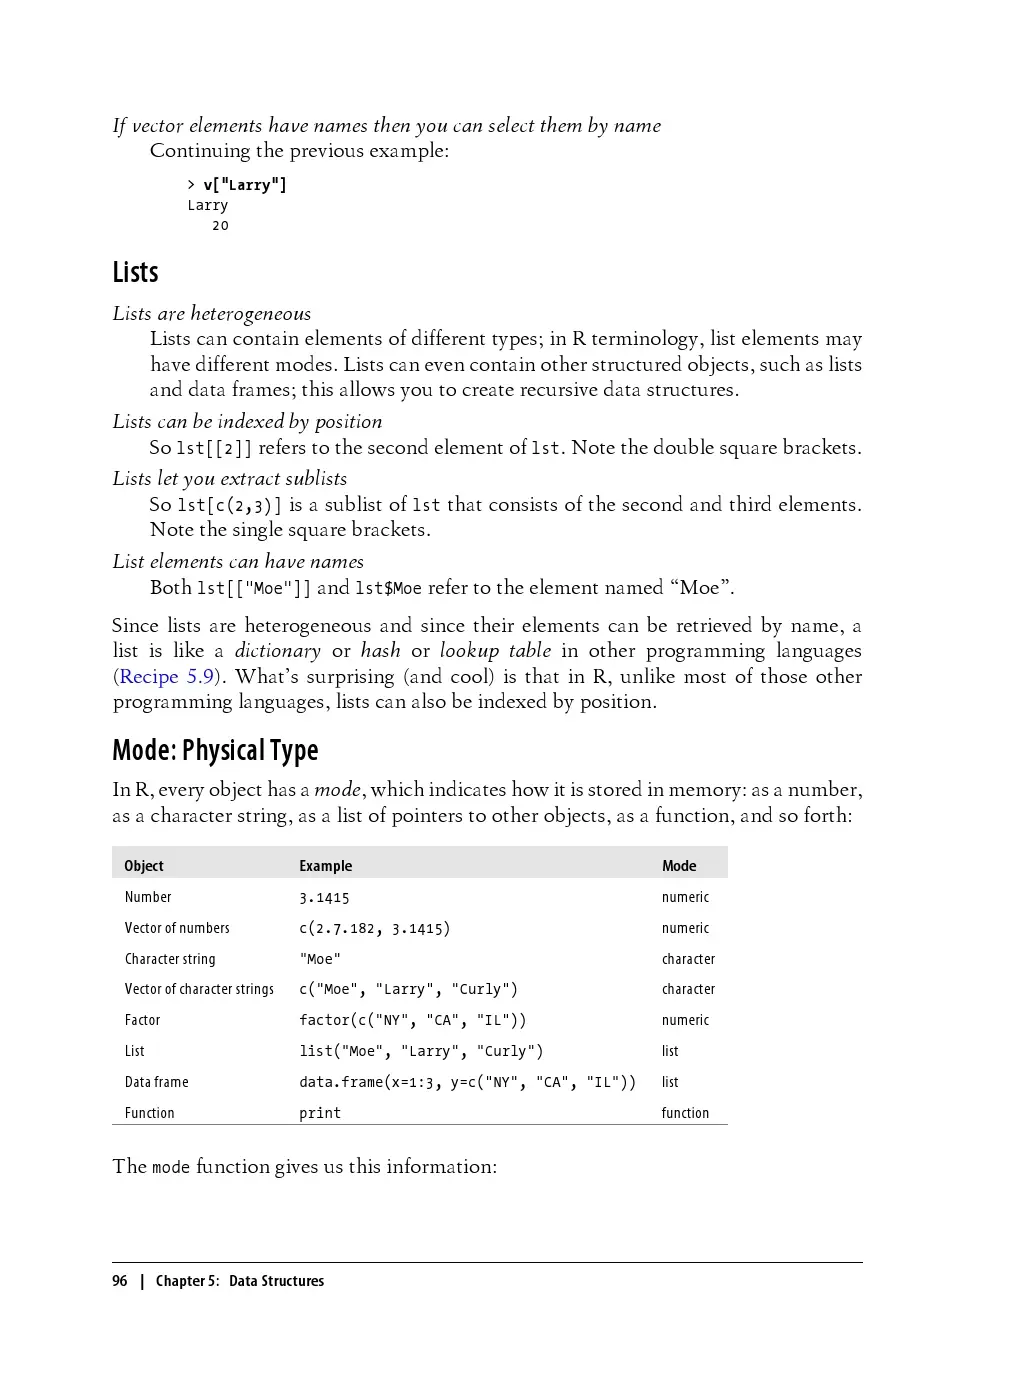 If vector elements have names then you can select them by name
Continuing the previous example:
> v["Larry"]
Larry
20
Lists
Lists are heterogeneous
Lists can contain elements of different types; in R terminology, list elements may
have different modes. Lists can even contain other structured objects, such as lists
and data frames; this allows you to create recursive data structures.
Lists can be indexed by position
So lst[[2]] refers to the second element of lst. Note the double square brackets.
Lists let you extract sublists
So lst[c(2,3)] is a sublist of lst that consists of the second and third elements.
Note the single square brackets.
List elements can have names
Both lst[["Moe"]] and lst$Moe refer to the element named “Moe”.
Since lists are heterogeneous and since their elements can be retrieved by name, a
list is like a dictionary or hash or lookup table in other programming languages
(Recipe 5.9). What’s surprising (and cool) is that in R, unlike most of those other
programming languages, lists can also be indexed by position.
Mode: Physical Type
In R, every object has a mode, which indicates how it is stored in memory: as a number,
as a character string, as a list of pointers to other objects, as a function, and so forth:
Object Example Mode
Number 3.1415 numeric
Vector of numbers c(2.7.182, 3.1415) numeric
Character string "Moe" character
Vector of character strings c("Moe", "Larry", "Curly") character
Factor factor(c("NY", "CA", "IL")) numeric
List list("Moe", "Larry", "Curly") list
Data frame data.frame(x=1:3, y=c("NY", "CA", "IL")) list
Function print function
The mode function gives us this information:
96 | Chapter 5: Data Structures